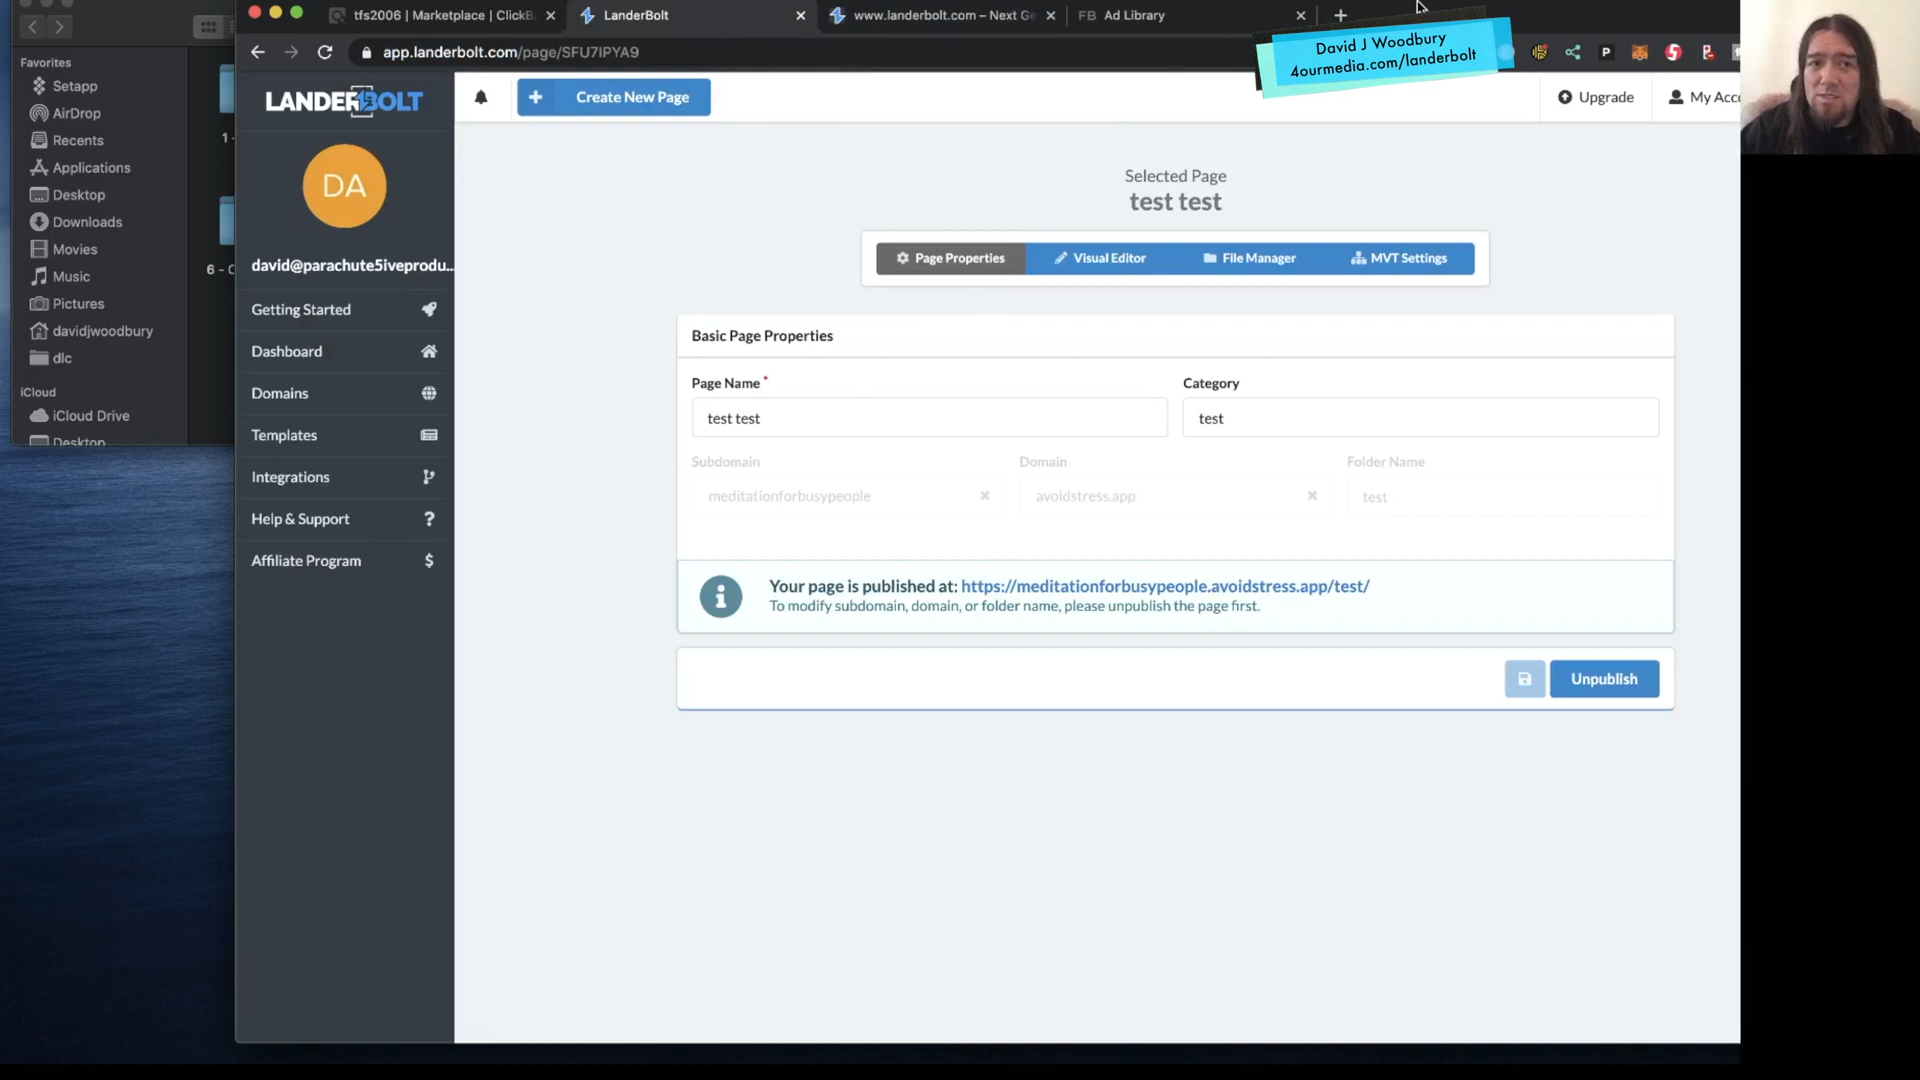 tfs2006 | Marketplace | ClickB
LanderBolt
www.landerbolt.com – Next Ge
FB Ad Library
app.landerbolt.com/page/SFU7IPYA9
David J Woodbury
4ourmedia.com/landerbolt
Favorites
Setapp
AirDrop
Recents
Applications
Desktop
Downloads
Movies
Music
Pictures
davidjwoodbury
dlc
iCloud
iCloud Drive
Desktop
1 -
6 - C
LANDERBOLT
DA
david@parachute5iveprodu...
Getting Started
Dashboard
Domains
Templates
Integrations
Help & Support
Affiliate Program
Create New Page
Upgrade
My Acco
Selected Page
test test
Page Properties
Visual Editor
File Manager
MVT Settings
Basic Page Properties
Page Name *
Category
test test
test
Subdomain
Domain
Folder Name
meditationforbusypeople
avoidstress.app
test
Your page is published at: https://meditationforbusypeople.avoidstress.app/test/
To modify subdomain, domain, or folder name, please unpublish the page first.
Unpublish